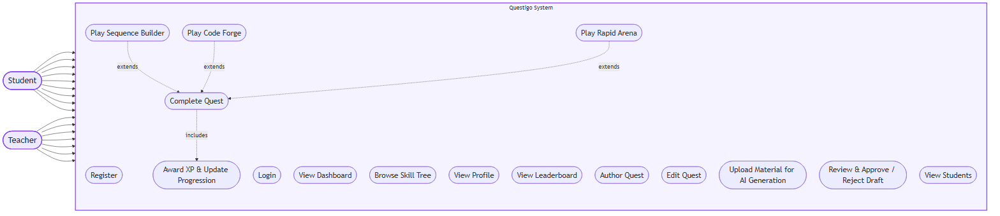 Questigo System
Play Sequence Builder
Play Code Forge
Play Rapid Arena
extends
extends
extends
Student
Complete Quest
Teacher
includes
Register
Award XP & Update
Progression
Login
View Dashboard
Browse Skill Tree
View Profile
View Leaderboard
Author Quest
Edit Quest
Upload Material for
AI Generation
Review & Approve /
Reject Draft
View Students